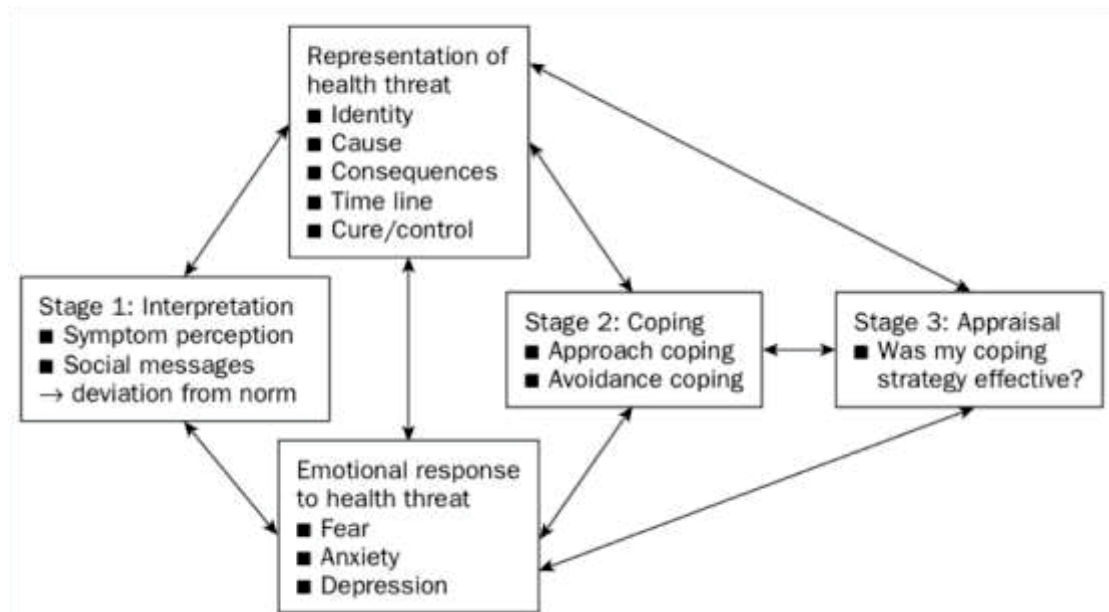 Representation of
health threat
■ Identity
■ Cause
■ Consequences
■ Time line
■ Cure/control
Stage 1: Interpretation
■ Symptom perception
■ Social messages
→ deviation from norm
Stage 2: Coping
■ Approach coping
■ Avoidance coping
Stage 3: Appraisal
■ Was my coping
strategy effective?
Emotional response
to health threat
■ Fear
■ Anxiety
■ Depression